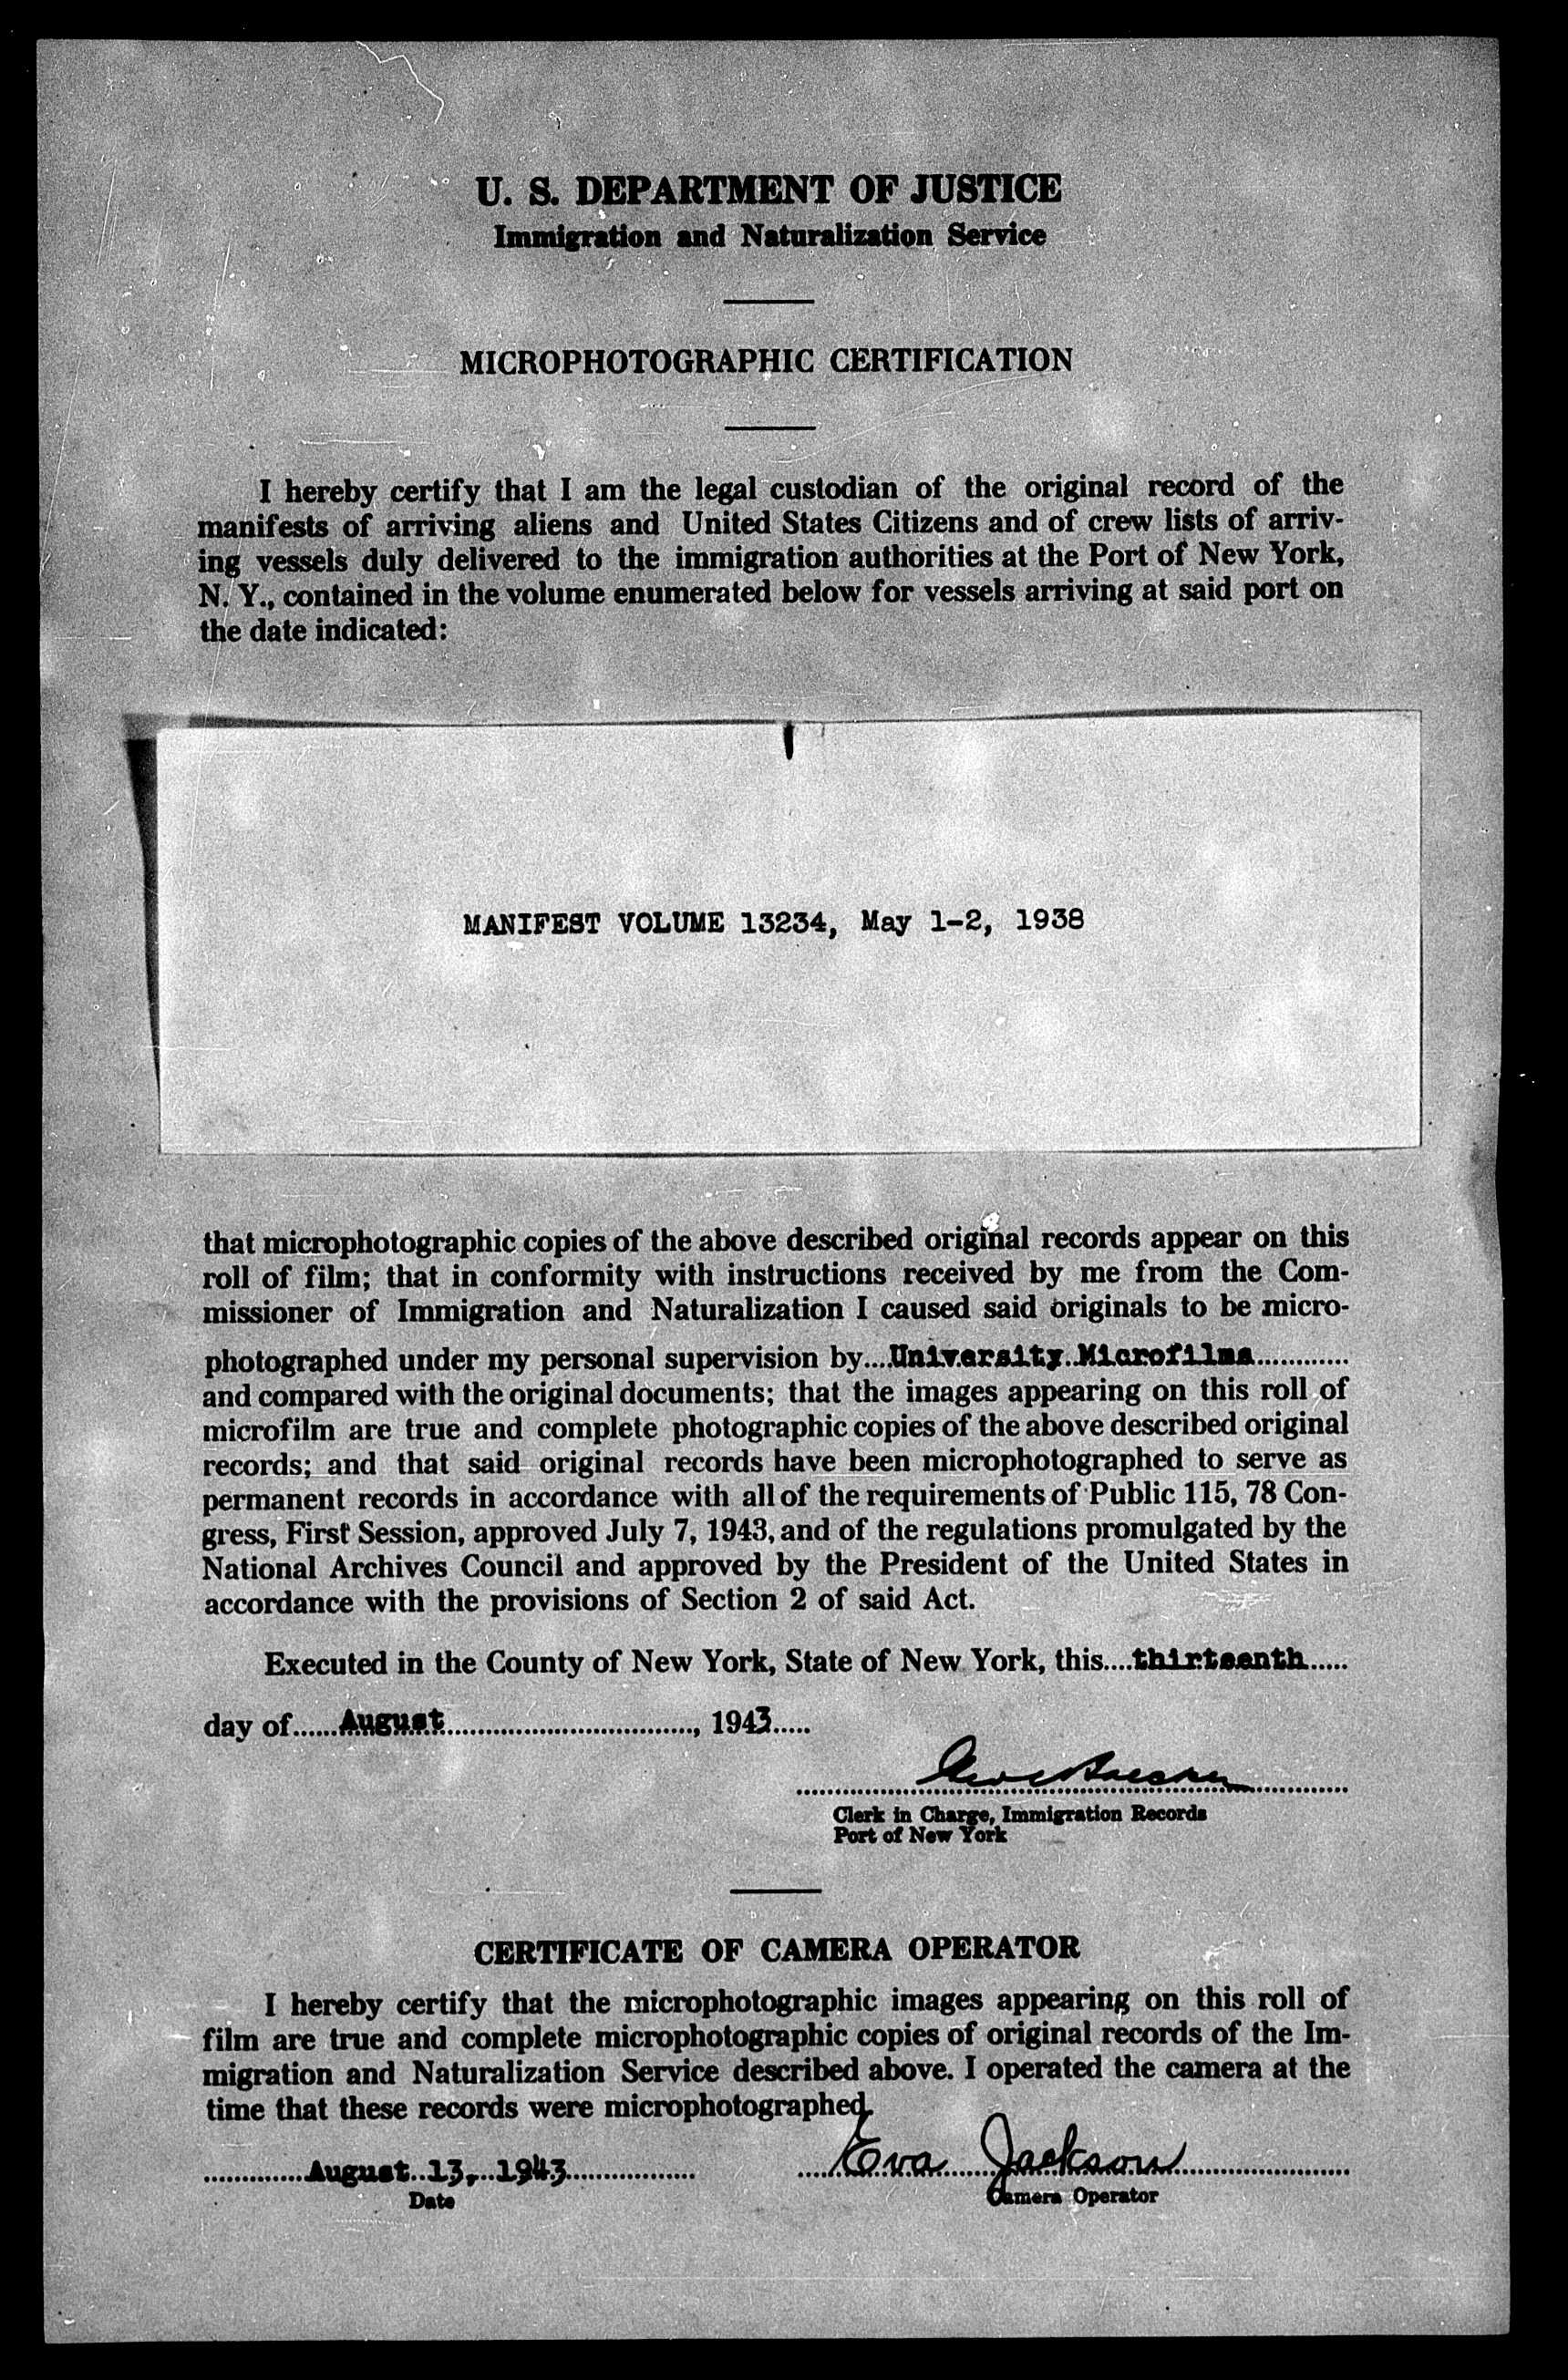 U. S. DEPARTMENT OF JUSTICE
Immigration and Naturalization Service
MICROPHOTOGRAPHIC CERTIFICATION
I hereby certify that I am the legal custodian of the original record of the
manifests of arriving aliens and United States Citizens and of crew lists of arriv-
ing vessels duly delivered to the immigration authorities at the Port of New York,
N. Y., contained in the volume enumerated below for vessels arriving at said port on
the date indicated:
MANIFEST VOLUME 13234, May 1-2, 1938
that microphotographic copies of the above described original records appear on this
roll of film; that in conformity with instructions received by me from the Com-
missioner of Immigration and Naturalization I caused said originals to be micro-
photographed under my personal supervision by....University Microfilms............
and compared with the original documents; that the images appearing on this roll of
microfilm are true and complete photographic copies of the above described original
records; and that said original records have been microphotographed to serve as
permanent records in accordance with all of the requirements of Public 115, 78 Con-
gress, First Session, approved July 7, 1943, and of the regulations promulgated by the
National Archives Council and approved by the President of the United States in
accordance with the provisions of Section 2 of said Act.
Executed in the County of New York, State of New York, this....thirteenth.....
day of......August......................................, 1943.....
Clerk in Charge, Immigration Records
Port of New York
CERTIFICATE OF CAMERA OPERATOR
I hereby certify that the microphotographic images appearing on this roll of
film are true and complete microphotographic copies of original records of the Im-
migration and Naturalization Service described above. I operated the camera at the
time that these records were microphotographed.
..............August 13, 1943.................. Eva Jackson
Date Camera Operator